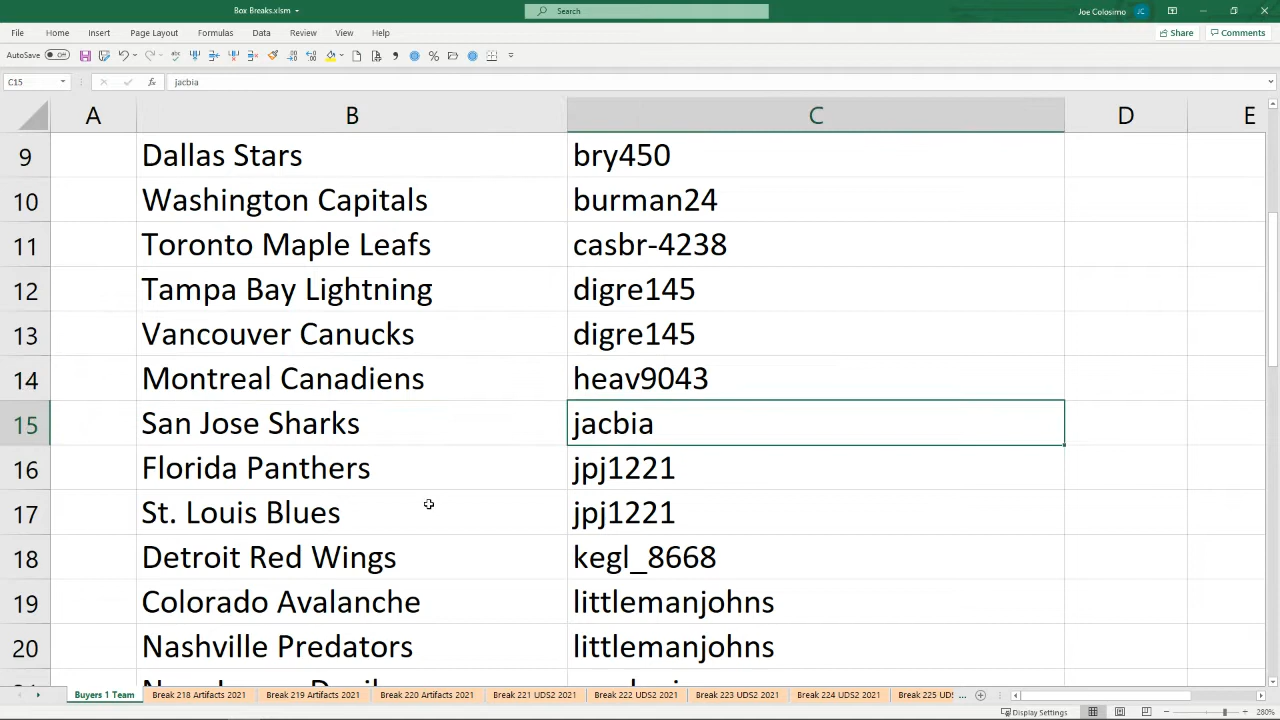 Box Breaks.xlsm
Search
Joe Colosimo
JC
File Home Insert Page Layout Formulas Data Review View Help
Share Comments
AutoSave Off
C15 fx jacbia
A B C D E
9 Dallas Stars bry450
10 Washington Capitals burman24
11 Toronto Maple Leafs casbr-4238
12 Tampa Bay Lightning digre145
13 Vancouver Canucks digre145
14 Montreal Canadiens heav9043
15 San Jose Sharks jacbia
16 Florida Panthers jpj1221
17 St. Louis Blues jpj1221
18 Detroit Red Wings kegl_8668
19 Colorado Avalanche littlemanjohns
20 Nashville Predators littlemanjohns
Buyers 1 Team Break 218 Artifacts 2021 Break 219 Artifacts 2021 Break 220 Artifacts 2021 Break 221 UDS2 2021 Break 222 UDS2 2021 Break 223 UDS2 2021 Break 224 UDS2 2021 Break 225 UDS ...
Display Settings 280%